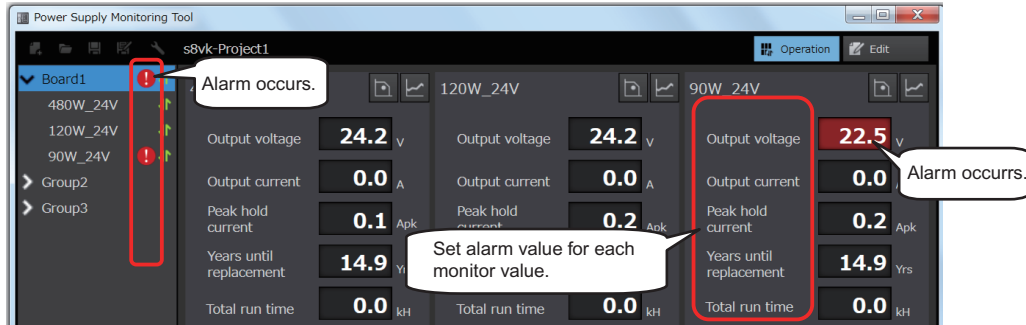 Power Supply Monitoring Tool
s8vk-Project1
Operation
Edit
Board1
480W_24V
120W_24V
90W_24V
Group2
Group3
Alarm occurs.
Output voltage 24.2 V
Output current 0.0 A
Peak hold current 0.1 Apk
Years until replacement 14.9
Total run time 0.0 kH
120W_24V
Output voltage 24.2 V
Output current 0.0 A
Peak hold current 0.2 Apk
Set alarm value for each
monitor value.
14.9 Yrs
Total run time 0.0 kH
90W_24V
Output voltage 22.5 V
Output current 0.0
Peak hold current 0.2 Apk
Years until replacement 14.9 Yrs
Total run time 0.0 kH
Alarm occurrs.